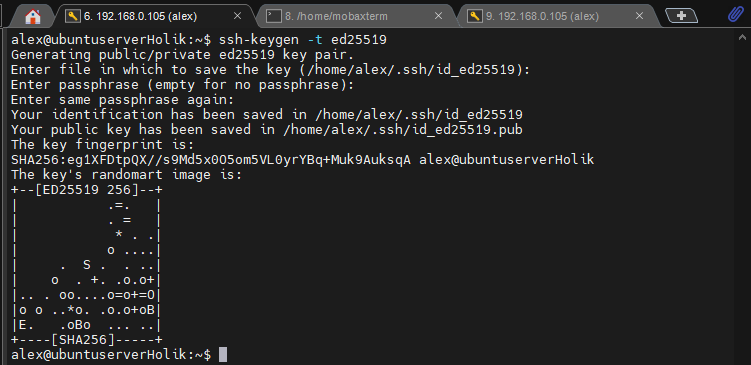 6. 192.168.0.105 (alex)
8. /home/mobaxterm
9. 192.168.0.105 (alex)
alex@ubuntuserverHolik:~$ ssh-keygen -t ed25519
Generating public/private ed25519 key pair.
Enter file in which to save the key (/home/alex/.ssh/id_ed25519):
Enter passphrase (empty for no passphrase):
Enter same passphrase again:
Your identification has been saved in /home/alex/.ssh/id_ed25519
Your public key has been saved in /home/alex/.ssh/id_ed25519.pub
The key fingerprint is:
SHA256:eg1XFDtpQX//s9Md5x0O5om5VL0yrYBq+Muk9AuksqA alex@ubuntuserverHolik
The key's randomart image is:
+--[ED25519 256]--+
|            .=.   |
|            . =   |
|             * . .|
|            o ....|
|      .  S .  . ..|
|     o  . +. .o.o+|
|.. . oo....o=o+=O|
|o o ..*o. .o.o+oB|
|E.    .oBo  ... ..|
+----[SHA256]-----+
alex@ubuntuserverHolik:~$